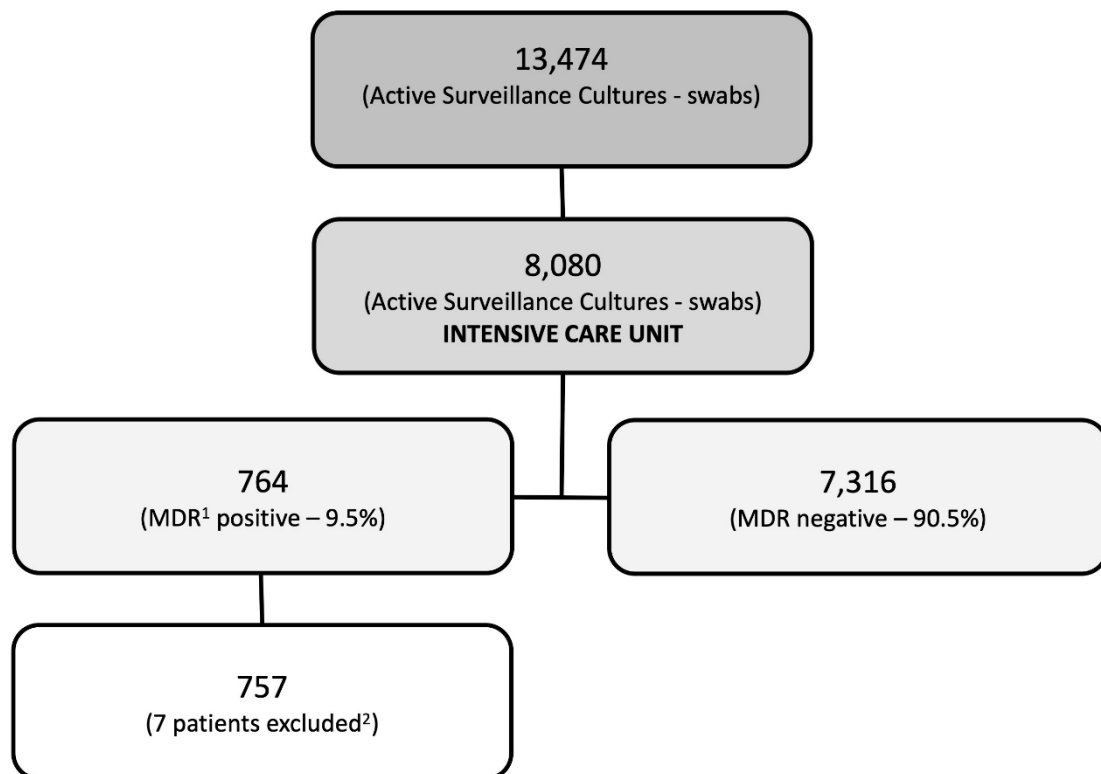 13,474
(Active Surveillance Cultures - swabs)
8,080
(Active Surveillance Cultures - swabs)
INTENSIVE CARE UNIT
764
(MDR¹ positive – 9.5%)
7,316
(MDR negative – 90.5%)
757
(7 patients excluded²)